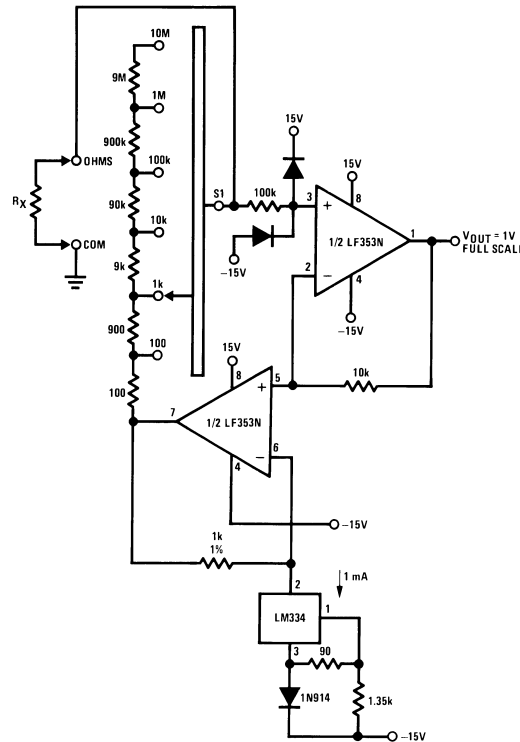 10M
9M
1M
900k
100k
90k
10k
9k
1k
900
100
100
OHMS
RX
COM
S1
100k
15V
-15V
15V
8
3
+
1/2 LF353N
1
2
−
4
-15V
VOUT = 1V
FULL SCALE
10k
15V
8
5
+
7
1/2 LF353N
6
−
4
-15V
1k
1%
1 mA
2
1
LM334
3
90
1N914
1.35k
-15V